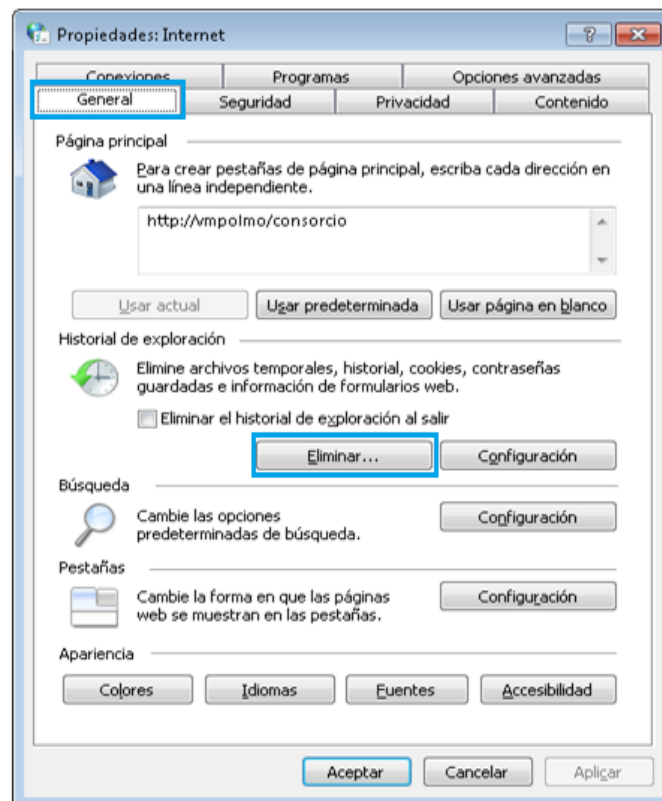 Propiedades: Internet
Conexiones Programas Opciones avanzadas
General Seguridad Privacidad Contenido
Página principal
Para crear pestañas de página principal, escriba cada dirección en
una línea independiente.
http://vmpolmo/consorcio
Usar actual Usar predeterminada Usar página en blanco
Historial de exploración
Elimine archivos temporales, historial, cookies, contraseñas
guardadas e información de formularios web.
Eliminar el historial de exploración al salir
Eliminar... Configuración
Búsqueda
Cambie las opciones
predeterminadas de búsqueda.
Configuración
Pestañas
Cambie la forma en que las páginas
web se muestran en las pestañas.
Configuración
Apariencia
Colores Idiomas Fuentes Accesibilidad
Aceptar Cancelar Aplicar